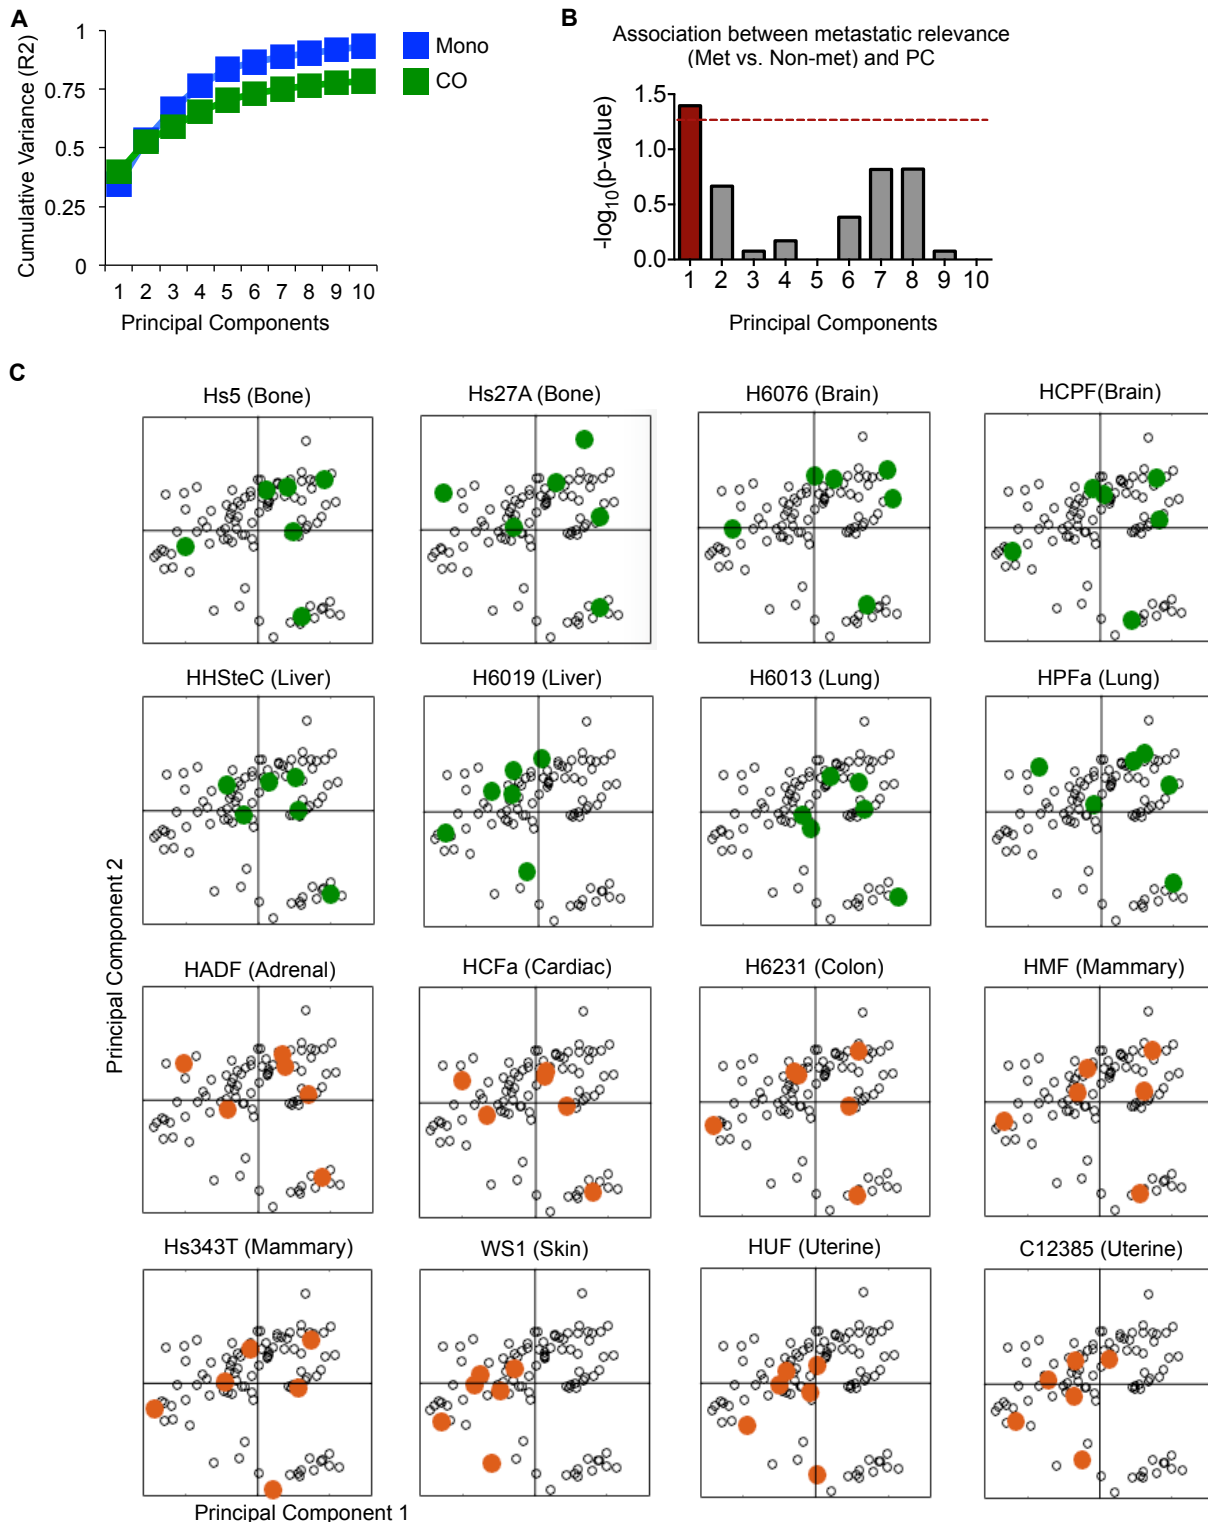 A
Cumulative Variance (R2)
1
0.75
0.5
0.25
0
1 2 3 4 5 6 7 8 9 10
Principal Components
Mono
CO
B
Association between metastatic relevance
(Met vs. Non-met) and PC
-log10(p-value)
1.5
1.0
0.5
0.0
1 2 3 4 5 6 7 8 9 10
Principal Components
C
Hs5 (Bone)
Hs27A (Bone)
H6076 (Brain)
HCPF(Brain)
HHSteC (Liver)
H6019 (Liver)
H6013 (Lung)
HPFa (Lung)
Principal Component 2
HADF (Adrenal)
HCFa (Cardiac)
H6231 (Colon)
HMF (Mammary)
Hs343T (Mammary)
WS1 (Skin)
HUF (Uterine)
C12385 (Uterine)
Principal Component 1